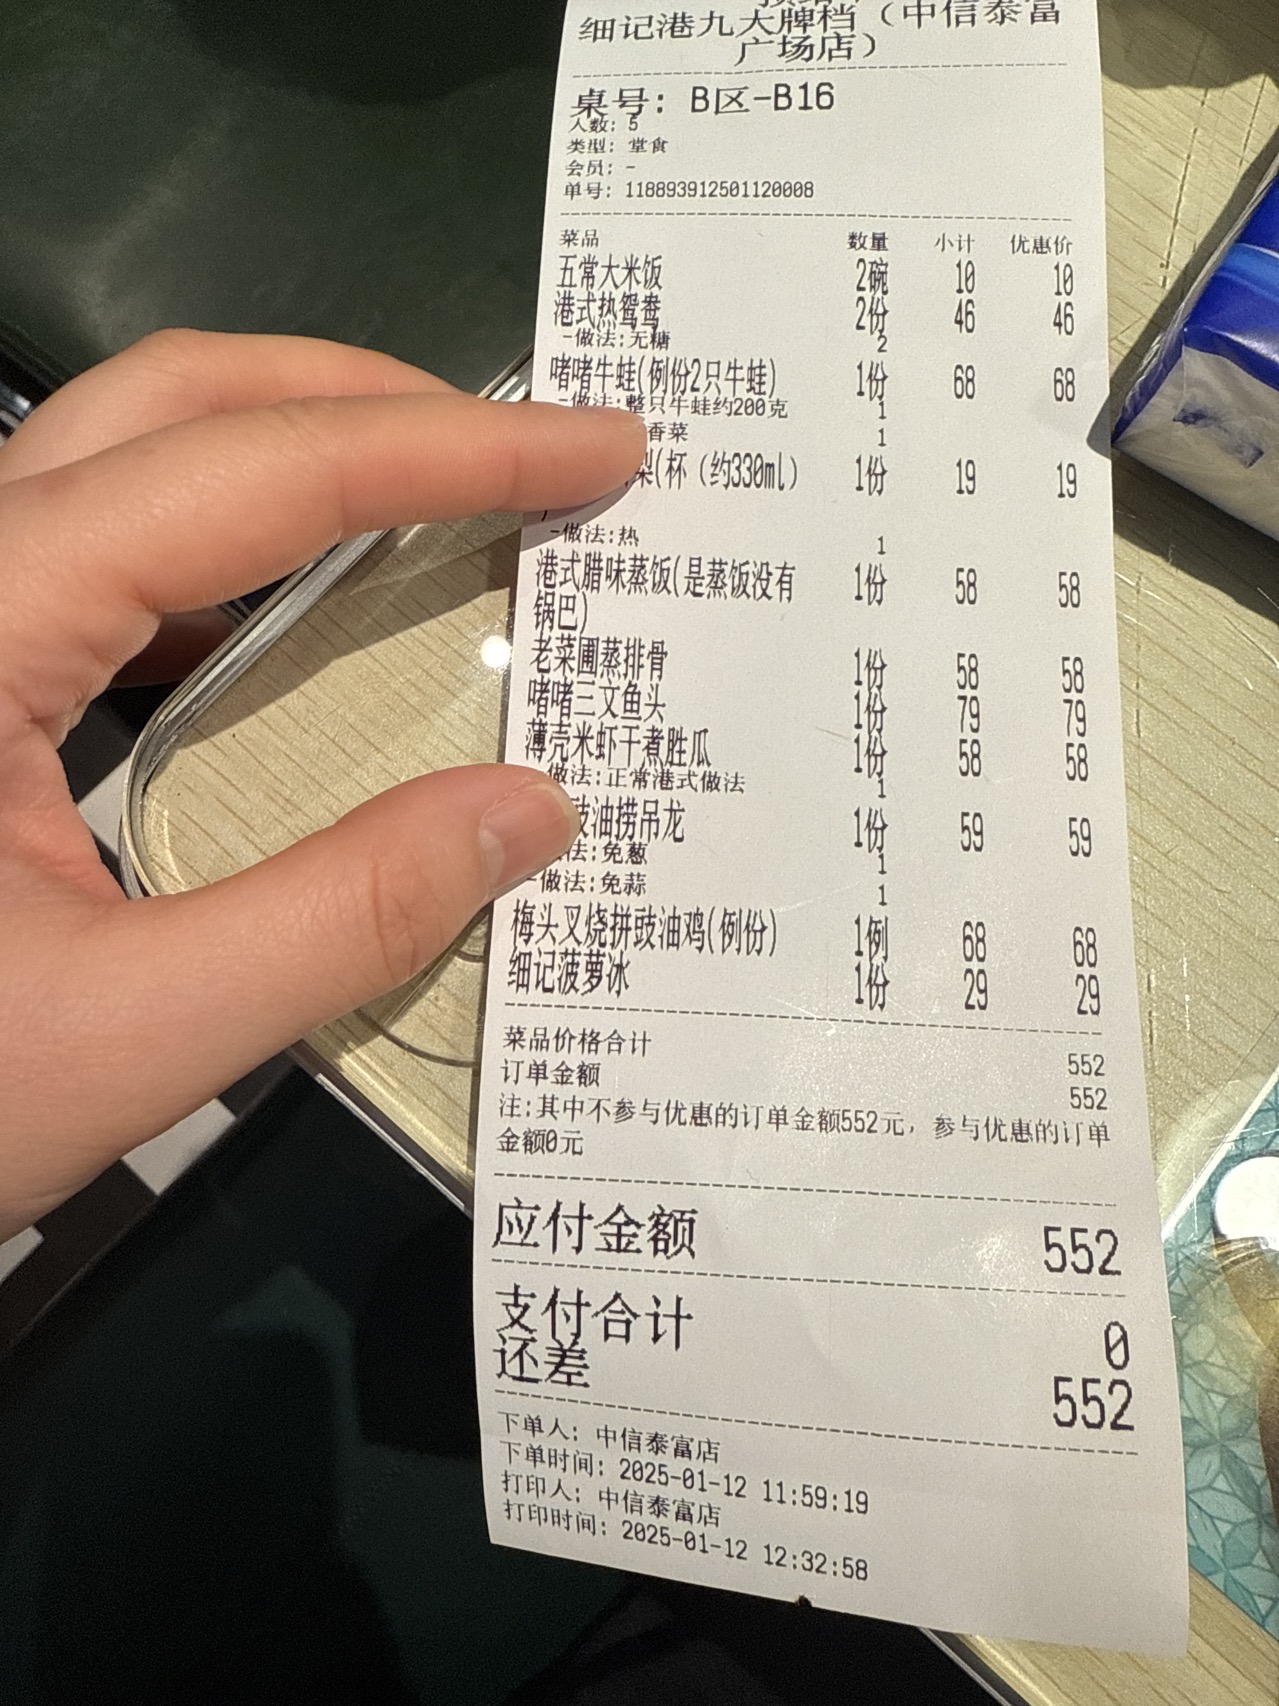 细记港九大牌档（中信泰富
广场店）
桌号: B区-B16
人数: 5
类型: 堂食
会员: -
单号: 118893912501120008
菜品 数量 小计 优惠价
五常大米饭 2碗 10 10
港式热鸳鸯 2份 46 46
-做法:无糖 2
啫啫牛蛙(例份2只牛蛙) 1份 68 68
-做法:整只牛蛙约200克 1
香菜 1
梨(杯（约330ml） 1份 19 19
)
-做法:热 1
港式腊味蒸饭(是蒸饭没有 1份 58 58
锅巴)
老菜圃蒸排骨 1份 58 58
啫啫三文鱼头 1份 79 79
薄壳米虾干煮胜瓜 1份 58 58
做法:正常港式做法 1
豉油捞吊龙 1份 59 59
法:免葱 1
-做法:免蒜 1
梅头叉烧拼豉油鸡(例份) 1例 68 68
细记菠萝冰 1份 29 29
菜品价格合计 552
订单金额 552
注:其中不参与优惠的订单金额552元，参与优惠的订单
金额0元
应付金额 552
支付合计 0
还差 552
下单人: 中信泰富店
下单时间: 2025-01-12 11:59:19
打印人: 中信泰富店
打印时间: 2025-01-12 12:32:58